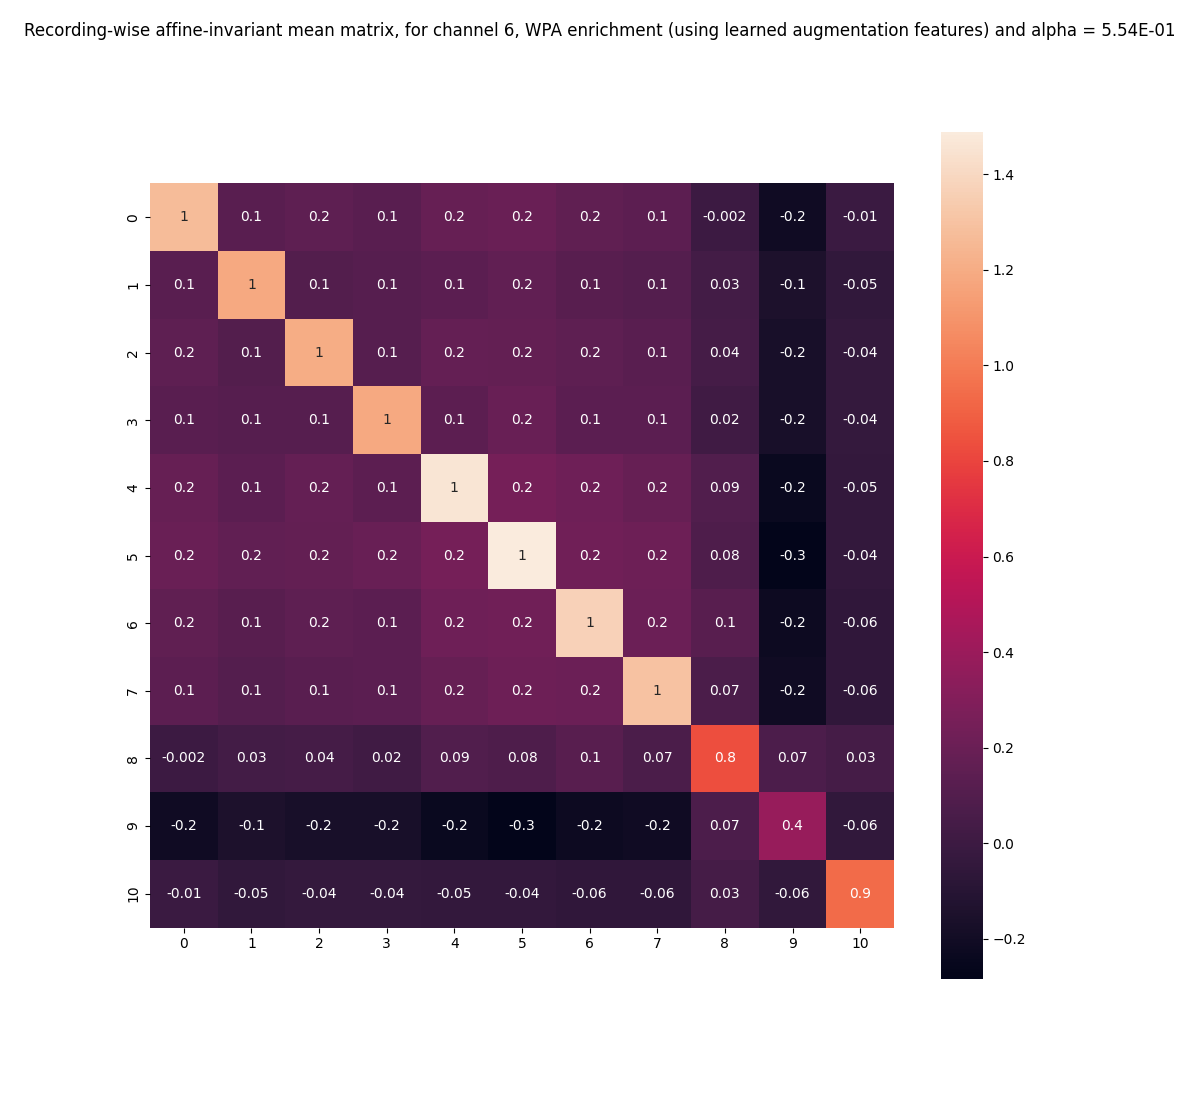 Recording-wise affine-invariant mean matrix, for channel 6, WPA enrichment (using learned augmentation features) and alpha = 5.54E-01
0 1 0.1 0.2 0.1 0.2 0.2 0.2 0.1 -0.002 -0.2 -0.01
1 0.1 1 0.1 0.1 0.1 0.2 0.1 0.1 0.03 -0.1 -0.05
2 0.2 0.1 1 0.1 0.2 0.2 0.2 0.1 0.04 -0.2 -0.04
3 0.1 0.1 0.1 1 0.1 0.2 0.1 0.1 0.02 -0.2 -0.04
4 0.2 0.1 0.2 0.1 1 0.2 0.2 0.2 0.09 -0.2 -0.05
5 0.2 0.2 0.2 0.2 0.2 1 0.2 0.2 0.08 -0.3 -0.04
6 0.2 0.1 0.2 0.1 0.2 0.2 1 0.2 0.1 -0.2 -0.06
7 0.1 0.1 0.1 0.1 0.2 0.2 0.2 1 0.07 -0.2 -0.06
8 -0.002 0.03 0.04 0.02 0.09 0.08 0.1 0.07 0.8 0.07 0.03
9 -0.2 -0.1 -0.2 -0.2 -0.2 -0.3 -0.2 -0.2 0.07 0.4 -0.06
10 -0.01 -0.05 -0.04 -0.04 -0.05 -0.04 -0.06 -0.06 0.03 -0.06 0.9
0 1 2 3 4 5 6 7 8 9 10
1.4
1.2
1.0
0.8
0.6
0.4
0.2
0.0
−0.2